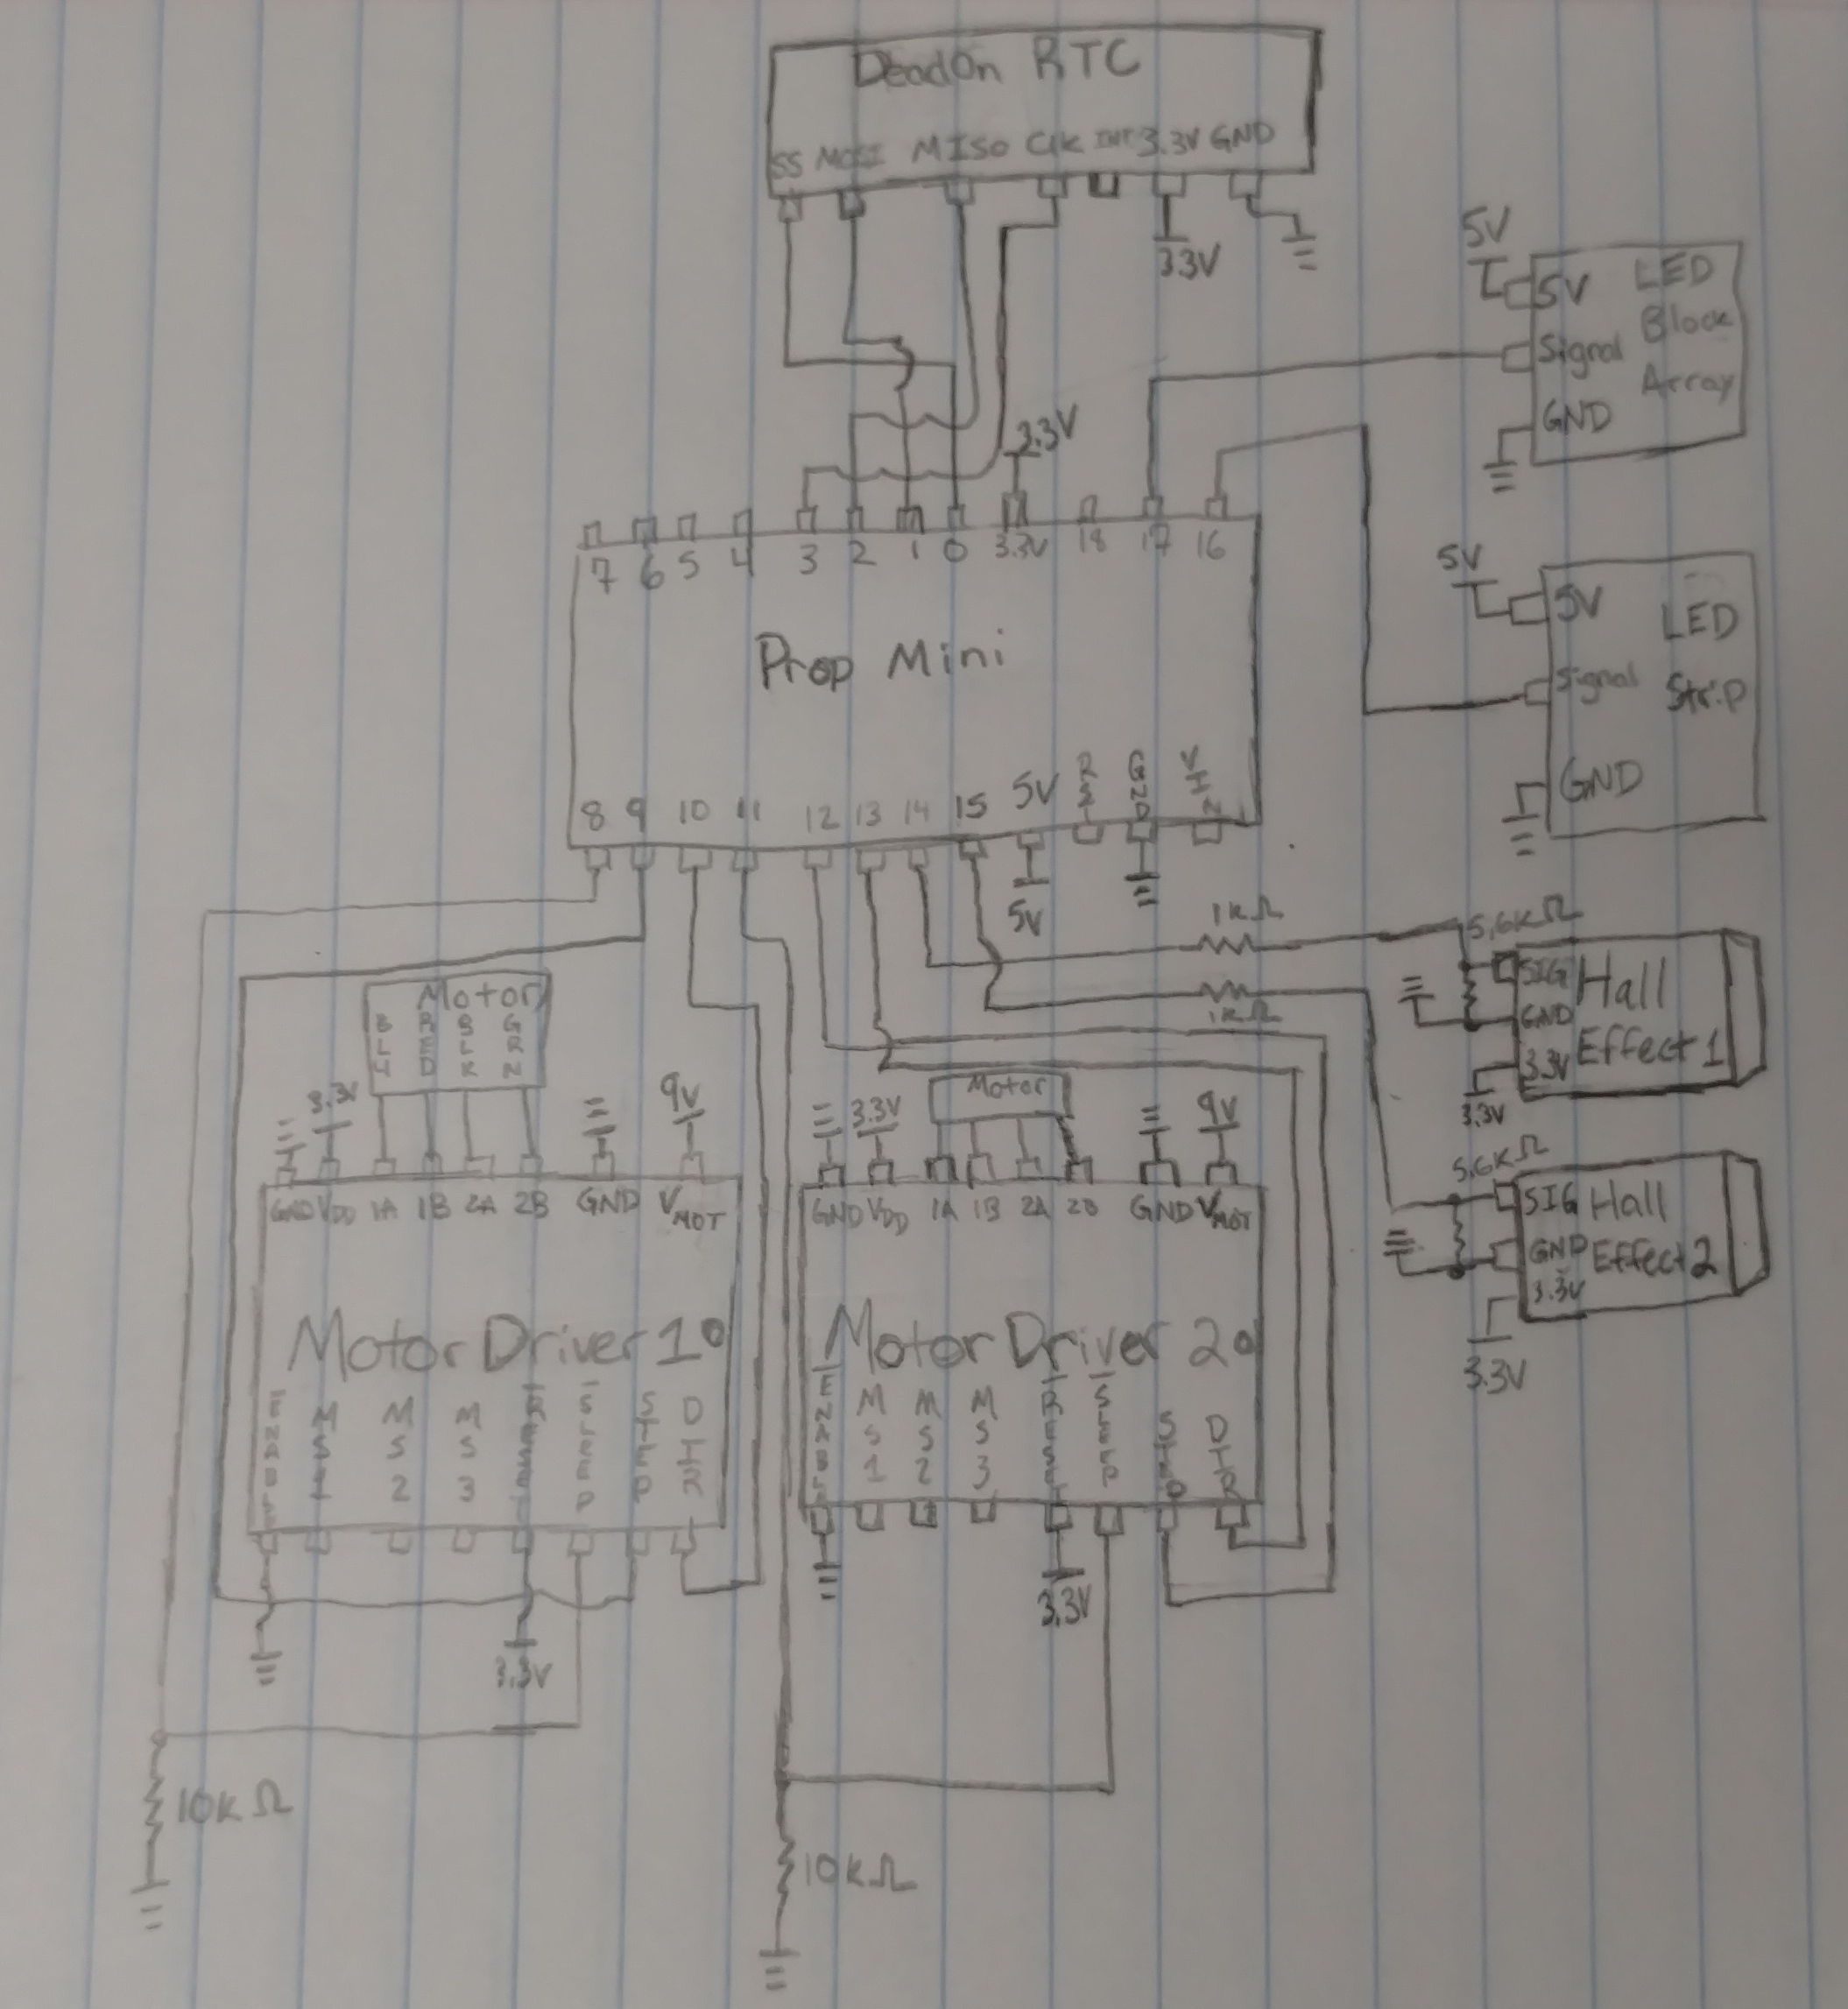 DeadOn RTC
SS MOSI MISO Clk INT 3.3V GND
3.3V
5V
5V LED
Block
Signal
Array
GND
3.3V
7 6 5 4 3 2 1 0 3.3V 18 17 16
5V
5V
LED
Signal
Strip
GND
Prop Mini
8 9 10 11 12 13 14 15 5V RST GND VIN
5V
1kΩ
1kΩ
5.6kΩ
SIG Hall
GND
Effect 1
3.3V
3.3V
Motor
BLU RED BLK GRN
3.3V
9V
GND VDD 1A 1B 2A 2B GND VMOT
Motor Driver 1
ENABLE MS1 MS2 MS3 RESET SLEEP STEP DIR
3.3V
10kΩ
Motor
3.3V
9V
GND VDD 1A 1B 2A 2B GND VMOT
Motor Driver 2
ENABLE MS1 MS2 MS3 RESET SLEEP STEP DIR
3.3V
10kΩ
5.6kΩ
SIG Hall
GND Effect 2
3.3V
3.3V